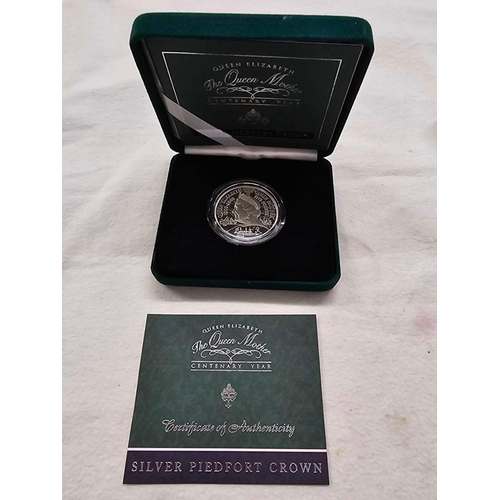 QUEEN ELIZABETH
The Queen Mother
CENTENARY YEAR
QUEEN ELIZABETH
The Queen Mother
CENTENARY YEAR
Certificate of Authenticity
SILVER PIEDFORT CROWN